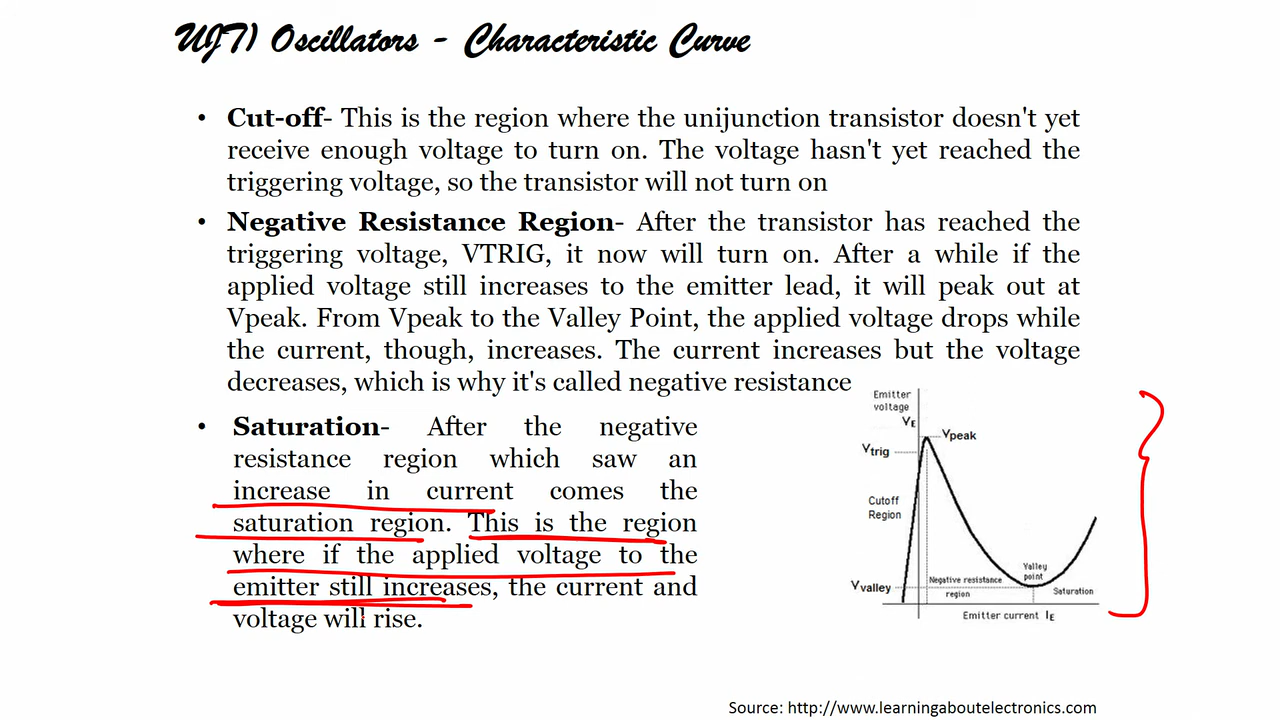 UJT) Oscillators - Characteristic Curve
• Cut-off- This is the region where the unijunction transistor doesn't yet
receive enough voltage to turn on. The voltage hasn't yet reached the
triggering voltage, so the transistor will not turn on
• Negative Resistance Region- After the transistor has reached the
triggering voltage, VTRIG, it now will turn on. After a while if the
applied voltage still increases to the emitter lead, it will peak out at
Vpeak. From Vpeak to the Valley Point, the applied voltage drops while
the current, though, increases. The current increases but the voltage
decreases, which is why it's called negative resistance
• Saturation- After the negative
resistance region which saw an
increase in current comes the
saturation region. This is the region
where if the applied voltage to the
emitter still increases, the current and
voltage will rise.
Emitter
voltage
VE
Vpeak
Vtrig
Cutoff
Region
Valley
point
Vvalley
Negative resistance
region
Saturation
Emitter current IE
Source: http://www.learningaboutelectronics.com